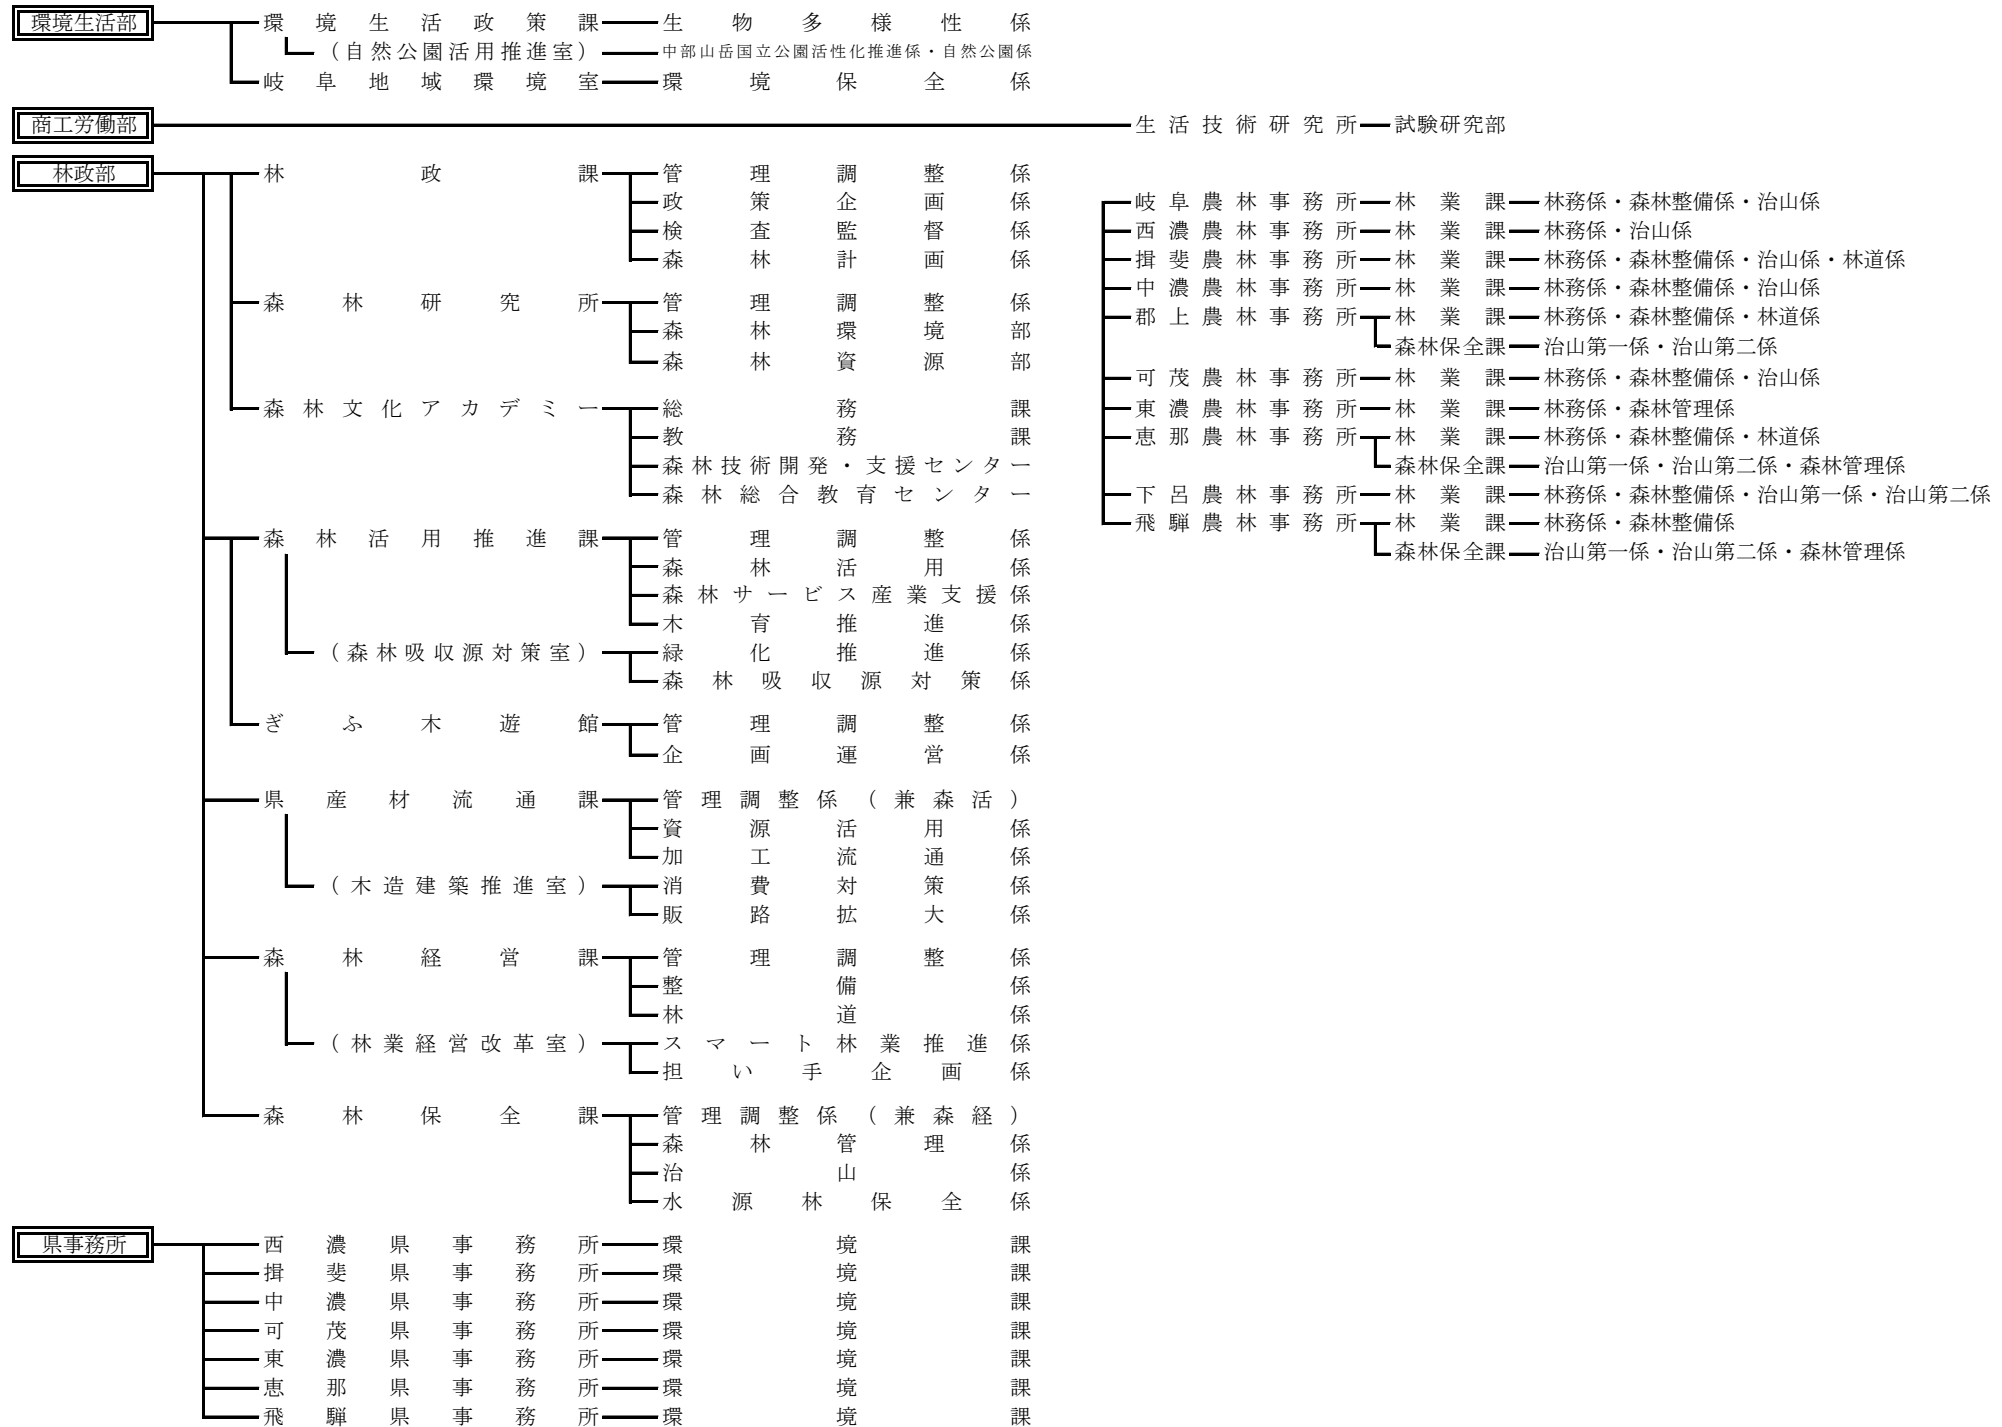 環境生活部 環境生活政策課 生物多様性係
(自然公園活用推進室) 中部山岳国立公園活性化推進係・自然公園係
岐阜地域環境室 環境保全係
商工労働部 生活技術研究所 試験研究部
林政部 林政課 管理調整係
政策企画係
検査監督係
森林計画係
森林研究所 管理調整係
森林環境部
森林資源部
森林文化アカデミー 総務課
教務課
森林技術開発・支援センター
森林総合教育センター
森林活用推進課 管理調整係
森林活用係
森林サービス産業支援係
木育推進係
(森林吸収源対策室) 緑化推進係
森林吸収源対策係
ぎふ木遊館 管理調整係
企画運営係
県産材流通課 管理調整係(兼森活)
資源活用係
加工流通係
(木造建築推進室) 消費対策係
販路拡大係
森林経営課 管理調整係
整備係
林道係
(林業経営改革室) スマート林業推進係
担い手企画係
森林保全課 管理調整係(兼森経)
森林管理係
治山係
水源林保全係
岐阜農林事務所 林業課 林務係・森林整備係・治山係
西濃農林事務所 林業課 林務係・治山係
揖斐農林事務所 林業課 林務係・森林整備係・治山係・林道係
中濃農林事務所 林業課 林務係・森林整備係・治山係
郡上農林事務所 林業課 林務係・森林整備係・林道係
森林保全課 治山第一係・治山第二係
可茂農林事務所 林業課 林務係・森林整備係・治山係
東濃農林事務所 林業課 林務係・森林管理係
恵那農林事務所 林業課 林務係・森林整備係・林道係
森林保全課 治山第一係・治山第二係・森林管理係
下呂農林事務所 林業課 林務係・森林整備係・治山第一係・治山第二係
飛騨農林事務所 林業課 林務係・森林整備係
森林保全課 治山第一係・治山第二係・森林管理係
県事務所 西濃県事務所 環境課
揖斐県事務所 環境課
中濃県事務所 環境課
可茂県事務所 環境課
東濃県事務所 環境課
恵那県事務所 環境課
飛騨県事務所 環境課